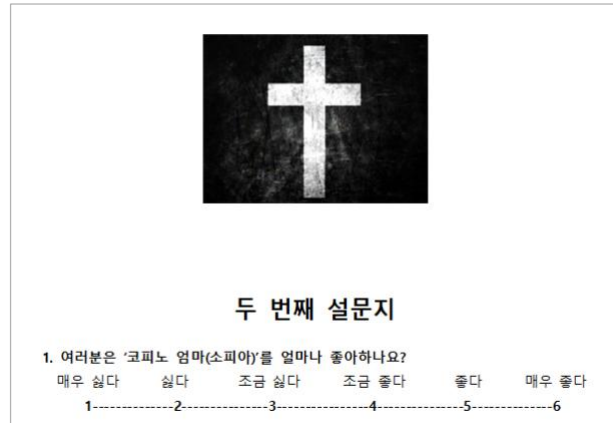 두 번째 설문지
1. 여러분은 '코피노 엄마(소피아)'를 얼마나 좋아하나요?
매우 싫다 싫다 조금 싫다 조금 좋다 좋다 매우 좋다
1--------------2---------------3----------------4---------------5---------------6